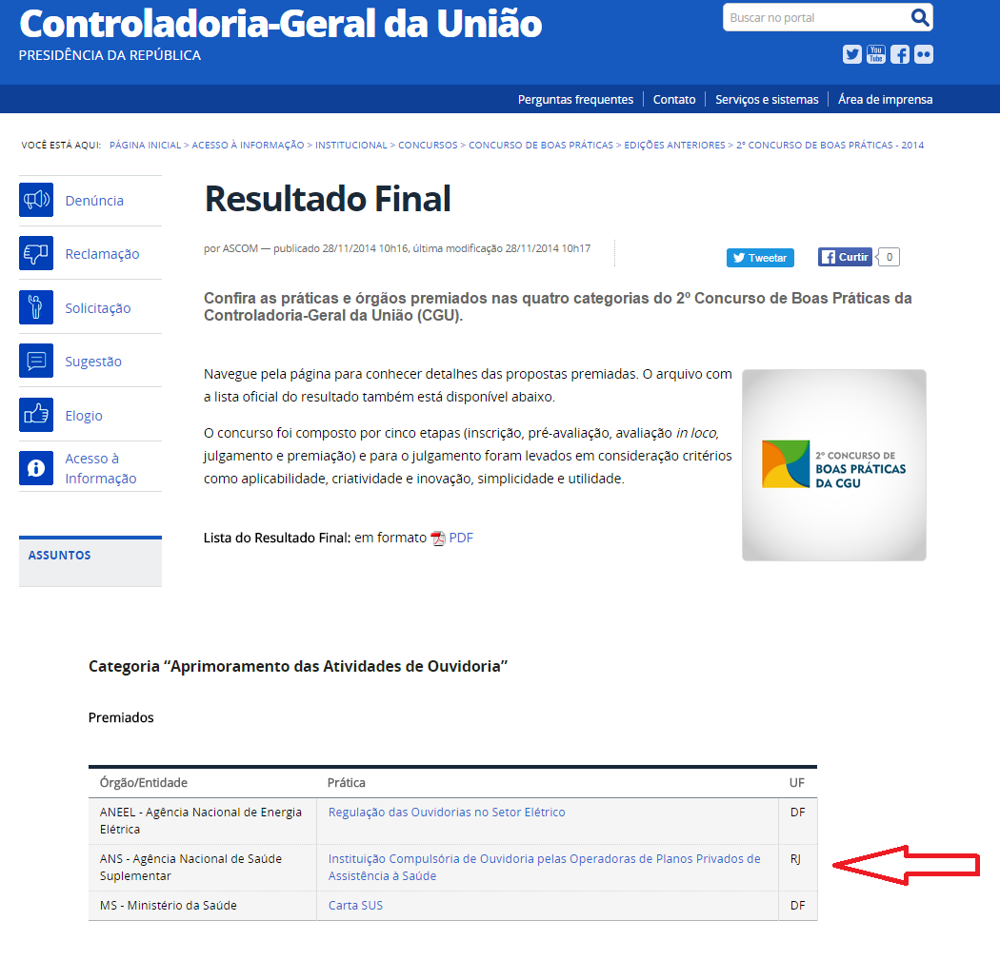 Controladoria-Geral da União
PRESIDÊNCIA DA REPÚBLICA
Buscar no portal
You
Tube
Perguntas frequentes
Contato
Serviços e sistemas
Área de imprensa
VOCÊ ESTÁ AQUI: PÁGINA INICIAL > ACESSO À INFORMAÇÃO > INSTITUCIONAL > CONCURSOS > CONCURSO DE BOAS PRÁTICAS > EDIÇÕES ANTERIORES > 2º CONCURSO DE BOAS PRÁTICAS - 2014
Denúncia
Reclamação
Solicitação
Sugestão
Elogio
Acesso à
Informação
ASSUNTOS
Resultado Final
por ASCOM — publicado 28/11/2014 10h16, última modificação 28/11/2014 10h17
Tweetar
Curtir
0
Confira as práticas e órgãos premiados nas quatro categorias do 2º Concurso de Boas Práticas da
Controladoria-Geral da União (CGU).
Navegue pela página para conhecer detalhes das propostas premiadas. O arquivo com
a lista oficial do resultado também está disponível abaixo.
O concurso foi composto por cinco etapas (inscrição, pré-avaliação, avaliação in loco,
julgamento e premiação) e para o julgamento foram levados em consideração critérios
como aplicabilidade, criatividade e inovação, simplicidade e utilidade.
2º CONCURSO DE
BOAS PRÁTICAS
DA CGU
Lista do Resultado Final: em formato PDF
Categoria “Aprimoramento das Atividades de Ouvidoria”
Premiados
Órgão/Entidade Prática UF
ANEEL - Agência Nacional de Energia
Elétrica
Regulação das Ouvidorias no Setor Elétrico
DF
ANS - Agência Nacional de Saúde
Suplementar
Instituição Compulsória de Ouvidoria pelas Operadoras de Planos Privados de
Assistência à Saúde
RJ
MS - Ministério da Saúde
Carta SUS
DF